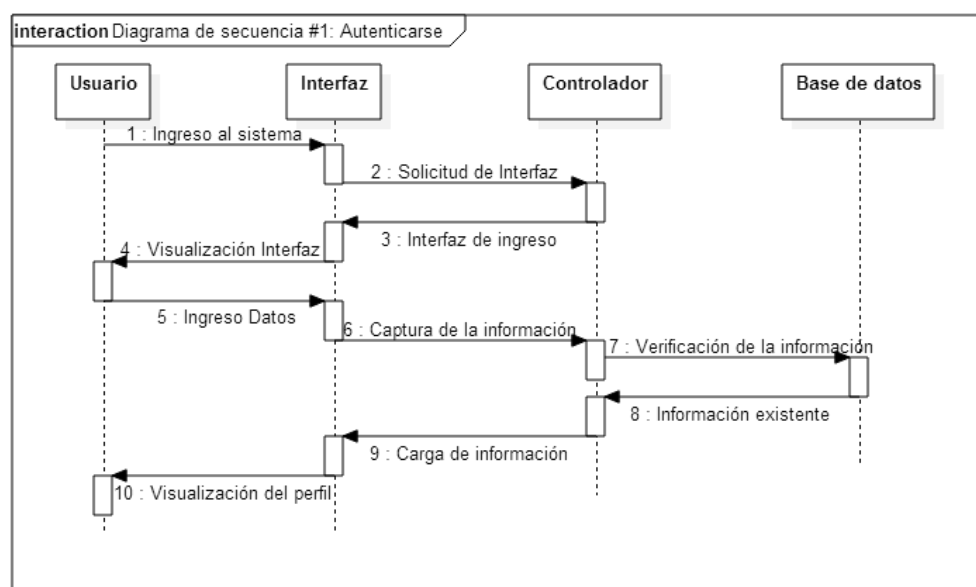 interaction Diagrama de secuencia #1: Autenticarse
Usuario
Interfaz
Controlador
Base de datos
1 : Ingreso al sistema
2 : Solicitud de Interfaz
3 : Interfaz de ingreso
4 : Visualización Interfaz
5 : Ingreso Datos
6 : Captura de la información
7 : Verificación de la información
8 : Información existente
9 : Carga de información
10 : Visualización del perfil